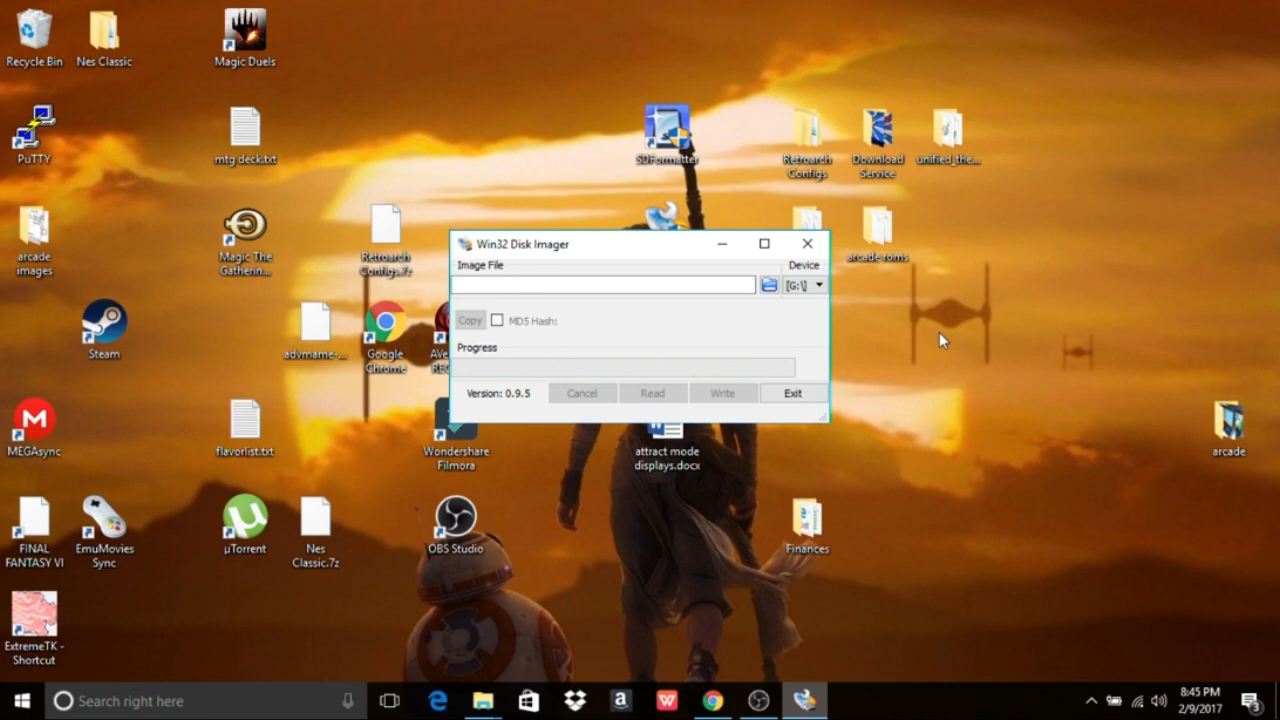 Recycle Bin
Nes Classic
Magic Duels
PuTTY
mtg deck.txt
SDFormatter
Retroarch
Configs
Download
Service
unified_the...
arcade
images
Magic The
Gatherin...
Retroarch
Configs.7z
arcade roms
Win32 Disk Imager
Image File
Device
[G:\]
Copy
MD5 Hash:
Progress
Version: 0.9.5
Cancel
Read
Write
Exit
Steam
advmame-...
Google
Chrome
MEGAsync
flavorlist.txt
Wondershare
Filmora
attract mode
displays.docx
arcade
FINAL
FANTASY VI
EmuMovies
Sync
µTorrent
Nes
Classic.7z
OBS Studio
Finances
ExtremeTK -
Shortcut
Search right here
8:45 PM
2/9/2017
3